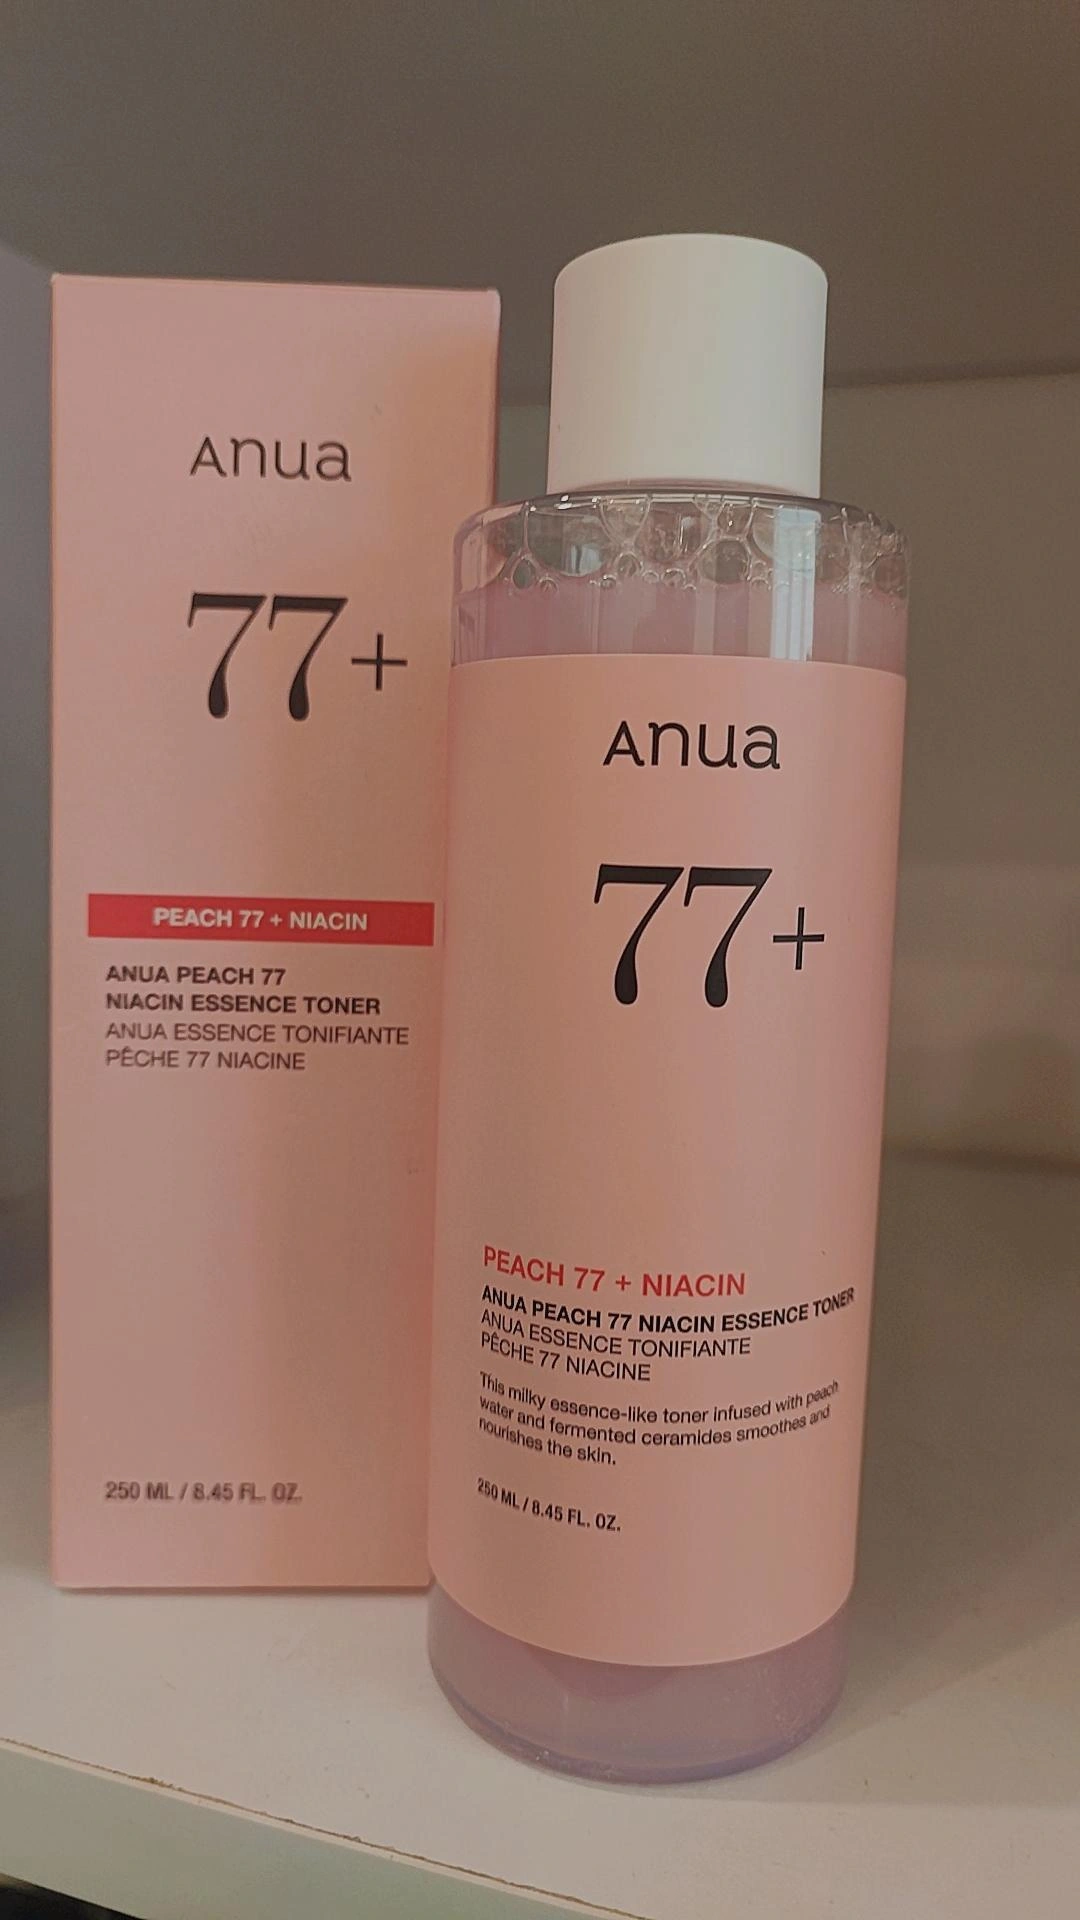 Anua
77+
PEACH 77 + NIACIN
ANUA PEACH 77
NIACIN ESSENCE TONER
ANUA ESSENCE TONIFIANTE
PÊCHE 77 NIACINE
250 ML / 8.45 FL. OZ.
Anua
77+
PEACH 77 + NIACIN
ANUA PEACH 77 NIACIN ESSENCE TONER
ANUA ESSENCE TONIFIANTE
PÊCHE 77 NIACINE
This milky essence-like toner infused with peach
water and fermented ceramides smoothes and
nourishes the skin.
250 ML / 8.45 FL. OZ.